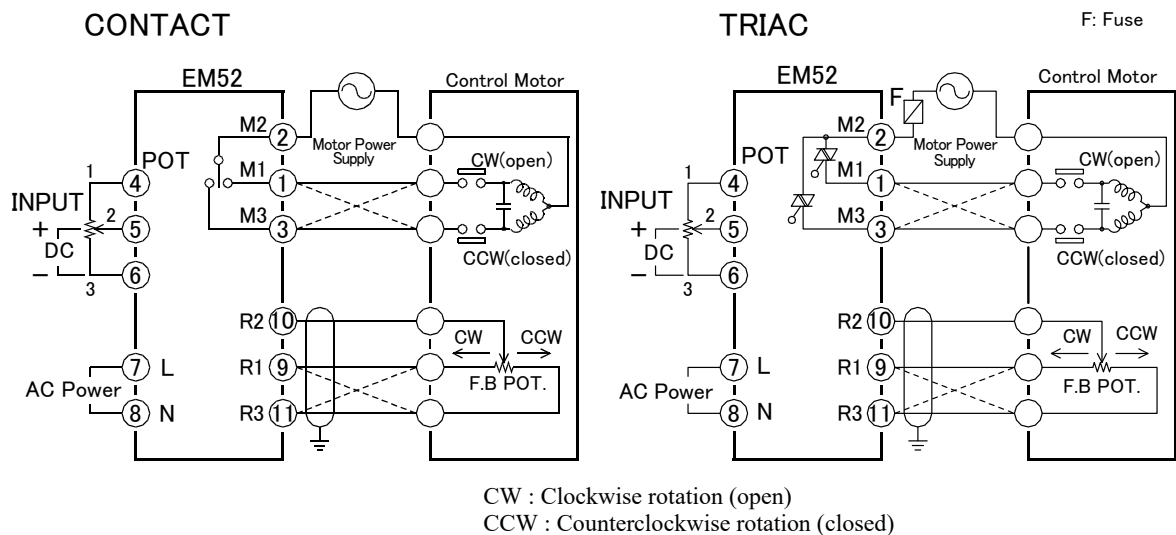 CONTACT
EM52
Control Motor
M2
2
Motor Power
Supply
POT
1
4
M1
1
CW(open)
INPUT
+
2
5
M3
3
DC
CCW(closed)
−
3
6
R2
10
CW
CCW
7
L
R1
9
F.B POT.
AC Power
8
N
R3
11
TRIAC
F: Fuse
EM52
Control Motor
F
M2
2
Motor Power
Supply
POT
1
4
M1
1
CW(open)
INPUT
+
2
5
M3
3
DC
CCW(closed)
−
3
6
R2
10
CW
CCW
7
L
R1
9
F.B POT.
AC Power
8
N
R3
11
CW : Clockwise rotation (open)
CCW : Counterclockwise rotation (closed)